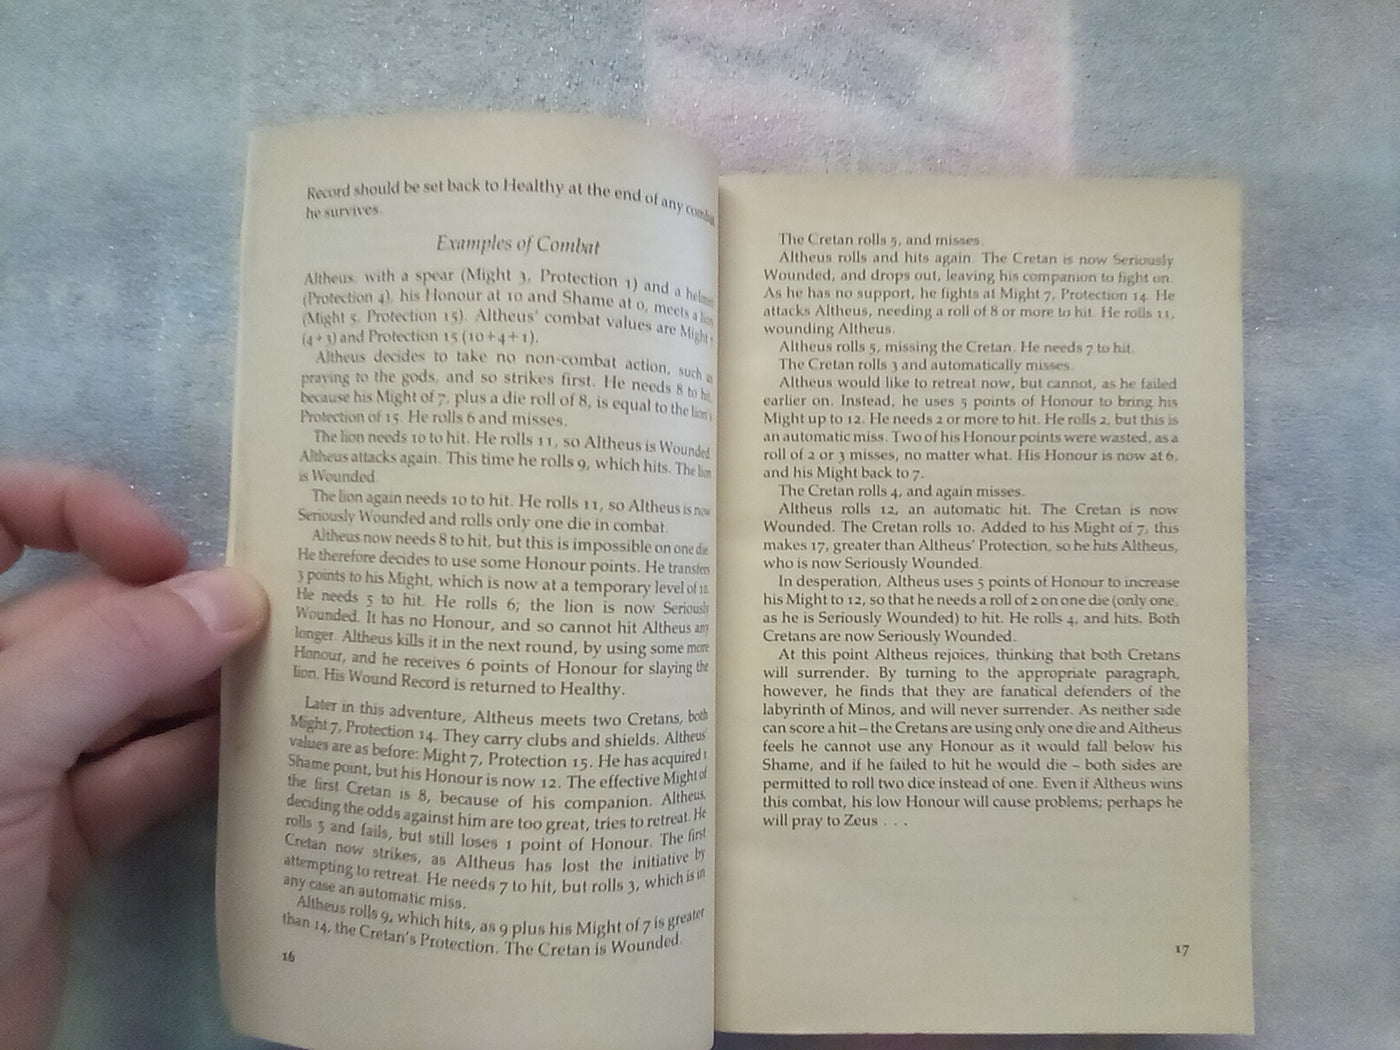 Record should be set back to Healthy at the end of any combat
he survives.
Examples of Combat
Altheus, with a spear (Might 3, Protection 1) and a helmet
(Protection 4), his Honour at 10 and Shame at 0, meets a lion
(Might 5, Protection 15). Altheus' combat values are Might 7
(4+3) and Protection 15 (10+4+1).
Altheus decides to take no non-combat action, such as
praying to the gods, and so strikes first. He needs 8 to hit,
because his Might of 7, plus a die roll of 8, is equal to the lion's
Protection of 15. He rolls 6 and misses.
The lion needs 10 to hit. He rolls 11, so Altheus is Wounded.
Altheus attacks again. This time he rolls 9, which hits. The lion
is Wounded.
The lion again needs 10 to hit. He rolls 11, so Altheus is now
Seriously Wounded and rolls only one die in combat.
Altheus now needs 8 to hit, but this is impossible on one die.
He therefore decides to use some Honour points. He transfers
3 points to his Might, which is now at a temporary level of 10.
He needs 5 to hit. He rolls 6; the lion is now Seriously
Wounded. It has no Honour, and so cannot hit Altheus any
longer. Altheus kills it in the next round, by using some more
Honour, and he receives 6 points of Honour for slaying the
lion. His Wound Record is returned to Healthy.
Later in this adventure, Altheus meets two Cretans, both
Might 7, Protection 14. They carry clubs and shields. Altheus'
values are as before: Might 7, Protection 15. He has acquired 1
Shame point, but his Honour is now 12. The effective Might of
the first Cretan is 8, because of his companion. Altheus,
deciding the odds against him are too great, tries to retreat. He
rolls 5 and fails, but still loses 1 point of Honour. The first
Cretan now strikes, as Altheus has lost the initiative by
attempting to retreat. He needs 7 to hit, but rolls 3, which is in
any case an automatic miss.
Altheus rolls 9, which hits, as 9 plus his Might of 7 is greater
than 14, the Cretan's Protection. The Cretan is Wounded.
16
The Cretan rolls 5, and misses.
Altheus rolls and hits again. The Cretan is now Seriously
Wounded, and drops out, leaving his companion to fight on.
As he has no support, he fights at Might 7, Protection 14. He
attacks Altheus, needing a roll of 8 or more to hit. He rolls 11,
wounding Altheus.
Altheus rolls 5, missing the Cretan. He needs 7 to hit.
The Cretan rolls 3 and automatically misses.
Altheus would like to retreat now, but cannot, as he failed
earlier on. Instead, he uses 5 points of Honour to bring his
Might up to 12. He needs 2 or more to hit. He rolls 2, but this is
an automatic miss. Two of his Honour points were wasted, as a
roll of 2 or 3 misses, no matter what. His Honour is now at 6,
and his Might back to 7.
The Cretan rolls 4, and again misses.
Altheus rolls 12, an automatic hit. The Cretan is now
Wounded. The Cretan rolls 10. Added to his Might of 7, this
makes 17, greater than Altheus' Protection, so he hits Altheus,
who is now Seriously Wounded.
In desperation, Altheus uses 5 points of Honour to increase
his Might to 12, so that he needs a roll of 2 on one die (only one,
as he is Seriously Wounded) to hit. He rolls 4, and hits. Both
Cretans are now Seriously Wounded.
At this point Altheus rejoices, thinking that both Cretans
will surrender. By turning to the appropriate paragraph,
however, he finds that they are fanatical defenders of the
labyrinth of Minos, and will never surrender. As neither side
can score a hit – the Cretans are using only one die and Altheus
feels he cannot use any Honour as it would fall below his
Shame, and if he failed to hit he would die – both sides are
permitted to roll two dice instead of one. Even if Altheus wins
this combat, his low Honour will cause problems; perhaps he
will pray to Zeus . . .
17